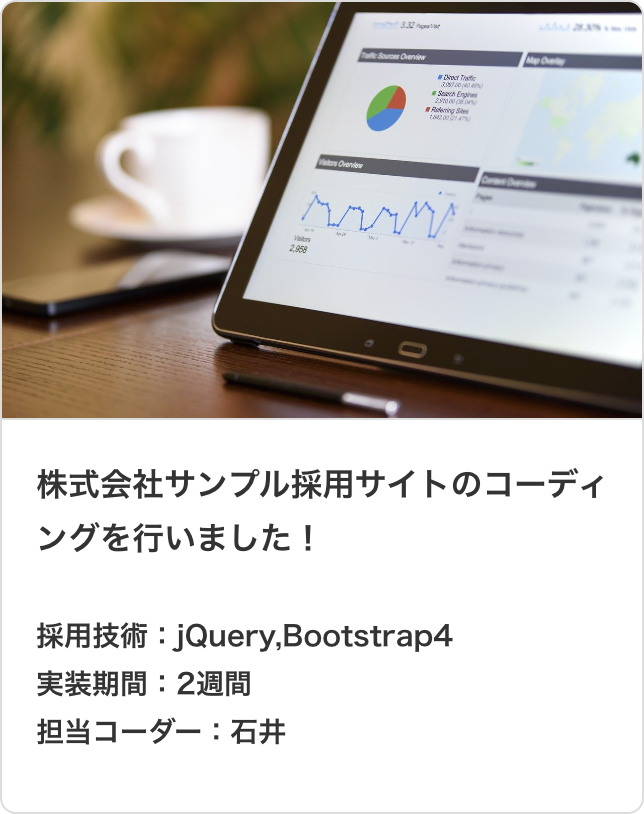 3.32 Pages/Visit
Traffic Sources Overview
Map Overlay
Direct Traffic
Search Engines
Referring Sites
Visitors Overview
Content Overview
Pages
Visitors
2,958
株式会社サンプル採用サイトのコーディ
ングを行いました！
採用技術：jQuery,Bootstrap4
実装期間：2週間
担当コーダー：石井